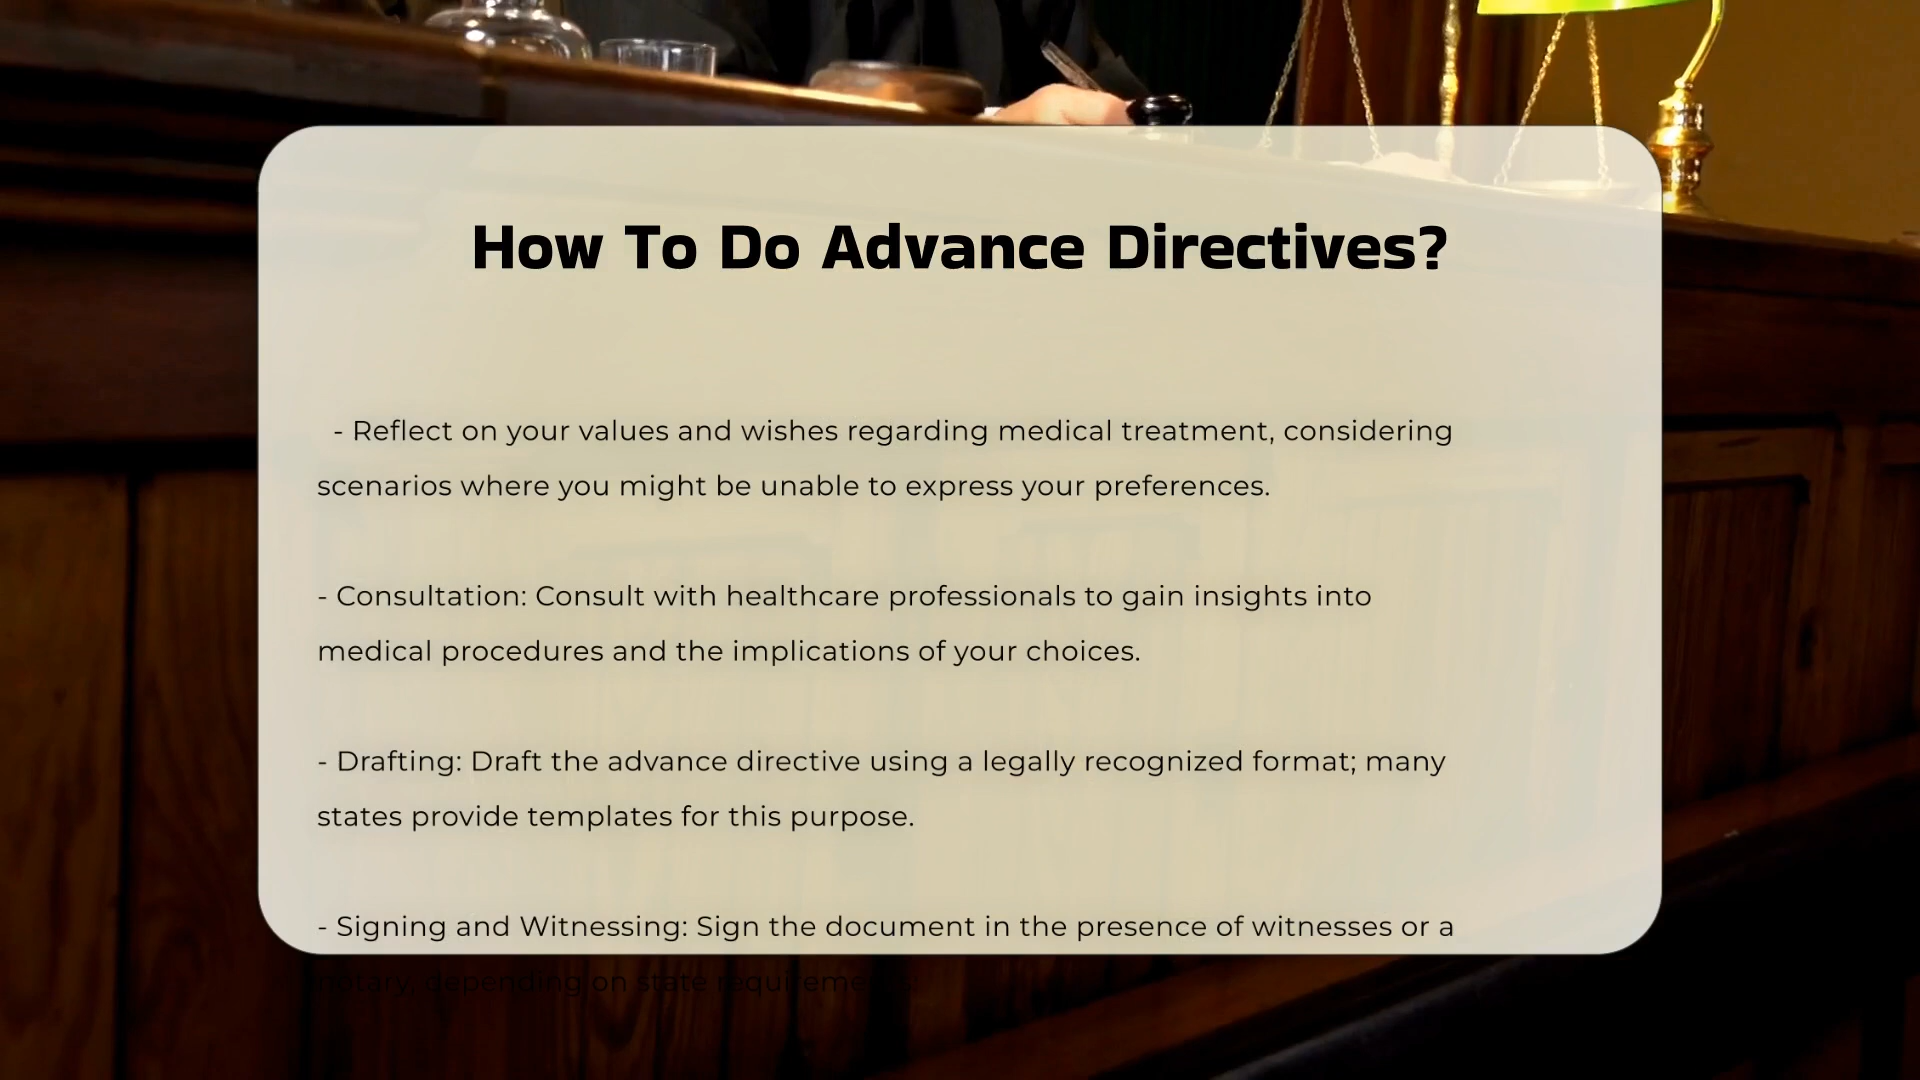 How To Do Advance Directives?
- Reflect on your values and wishes regarding medical treatment, considering
scenarios where you might be unable to express your preferences.
- Consultation: Consult with healthcare professionals to gain insights into
medical procedures and the implications of your choices.
- Drafting: Draft the advance directive using a legally recognized format; many
states provide templates for this purpose.
- Signing and Witnessing: Sign the document in the presence of witnesses or a
notary, depending on state requirements.